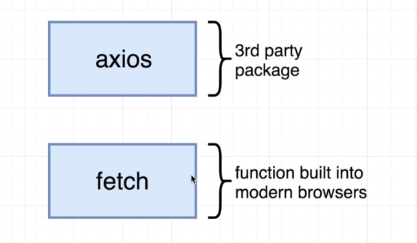 axios
3rd party
package
fetch
function built into
modern browsers